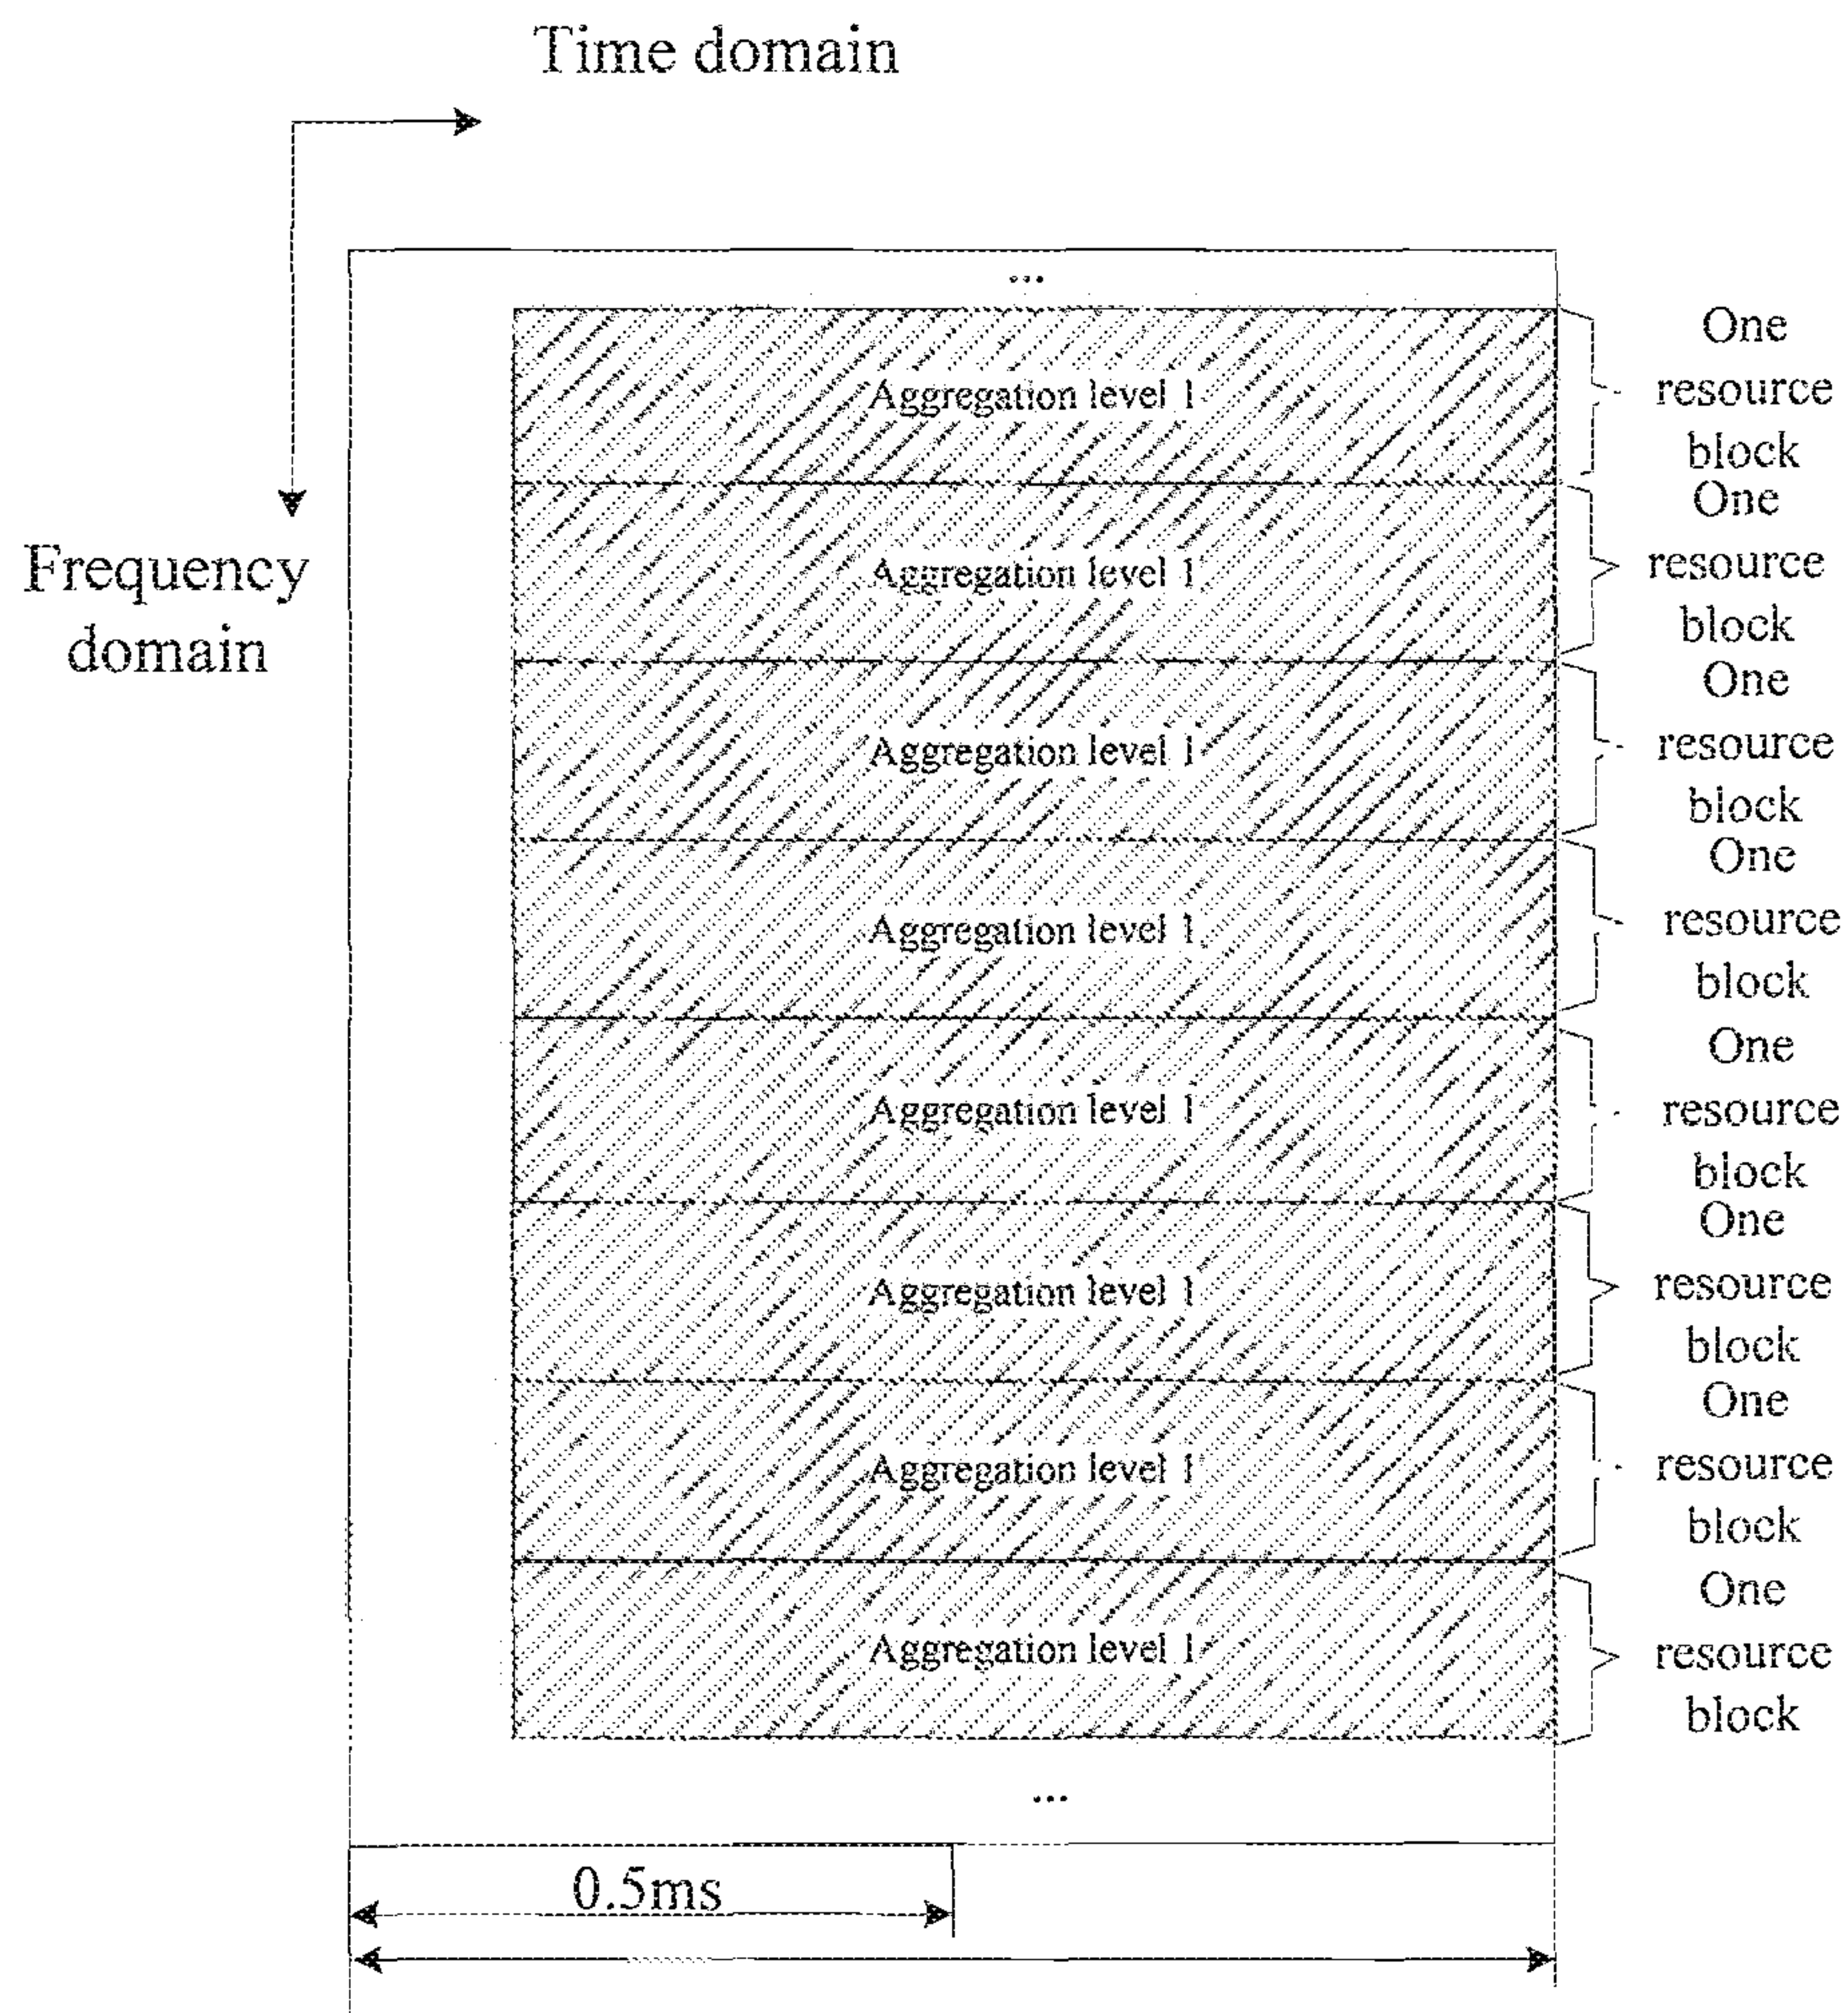 Time domain
Frequency
domain
...
Aggregation level 1
One
resource
block
Aggregation level 1
One
resource
block
Aggregation level 1
One
resource
block
Aggregation level 1
One
resource
block
Aggregation level 1
One
resource
block
Aggregation level 1
One
resource
block
Aggregation level 1
One
resource
block
Aggregation level 1
One
resource
block
...
0.5ms